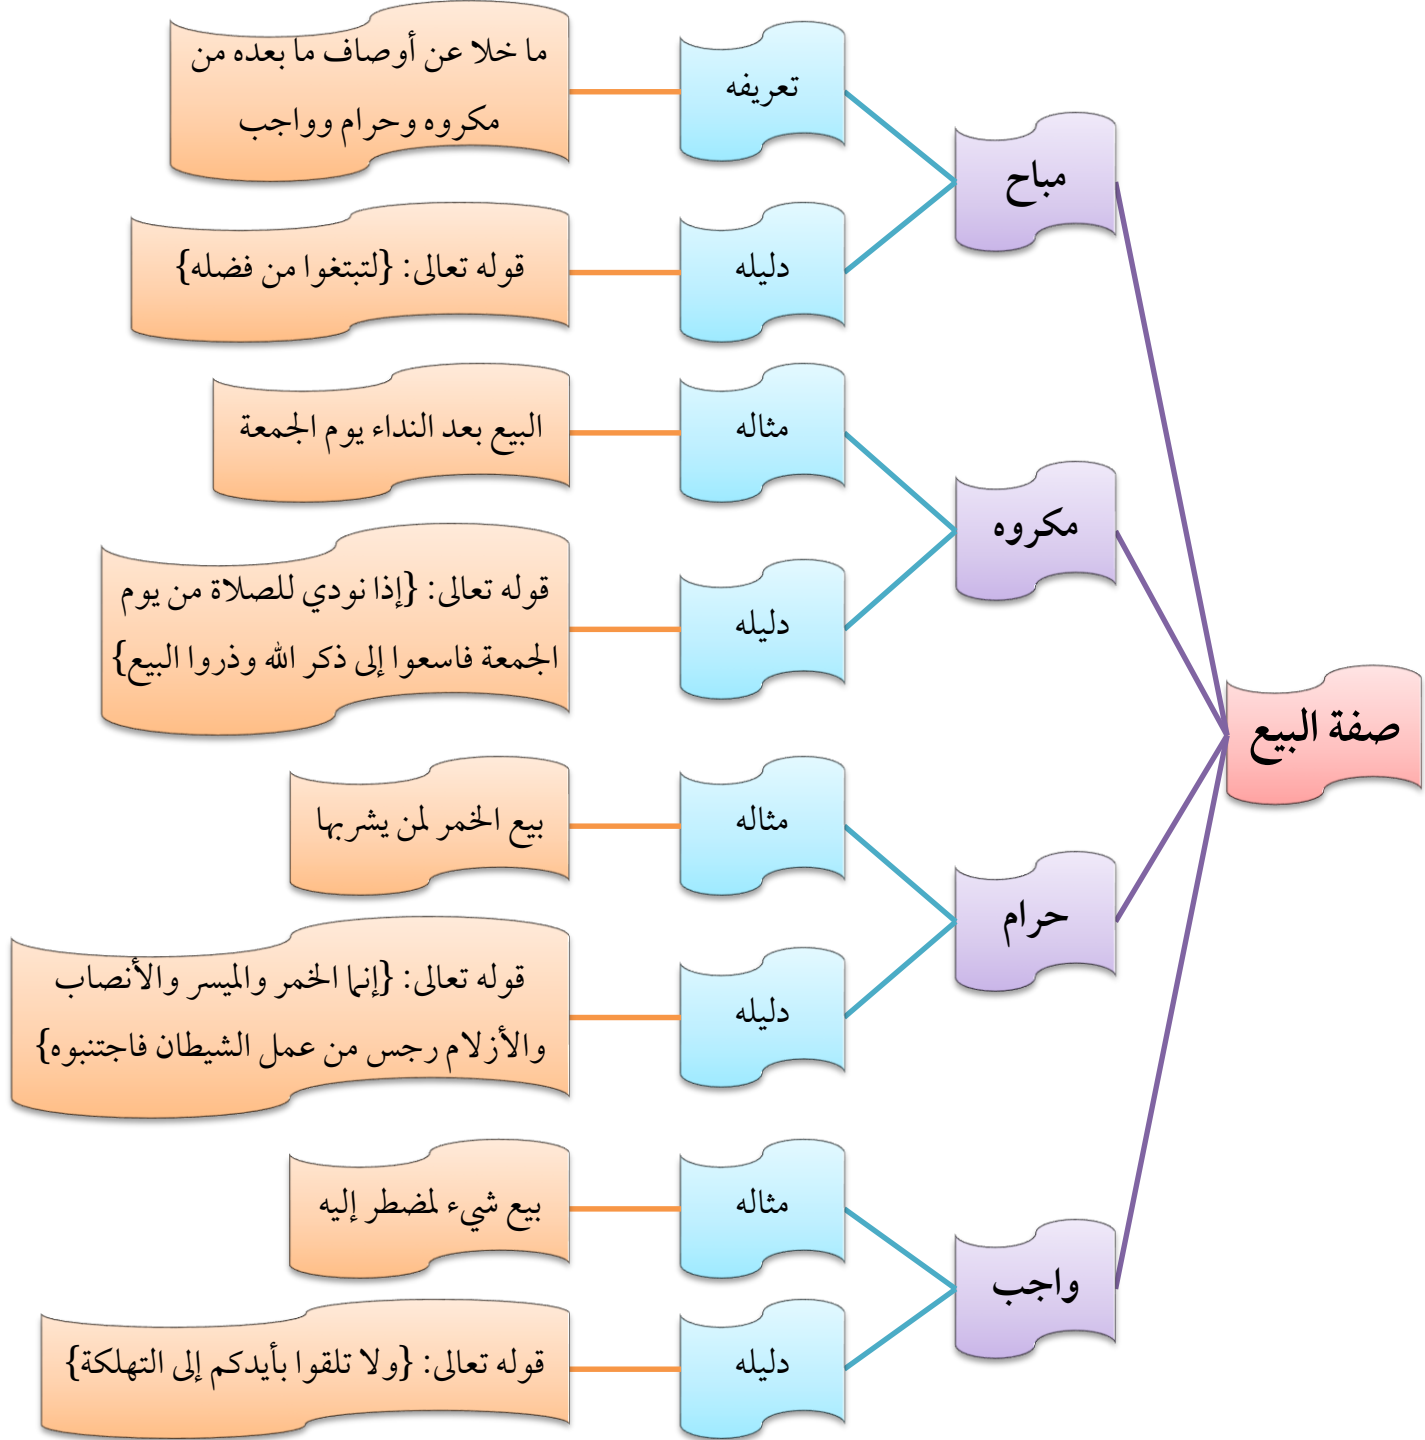 صفة البيع
مباح
تعريفه
ما خلا عن أوصاف ما بعده من
مكروه وحرام وواجب
دليله
قوله تعالى: {لتبتغوا من فضله}
مكروه
مثاله
البيع بعد النداء يوم الجمعة
دليله
قوله تعالى: {إذا نودي للصلاة من يوم
الجمعة فاسعوا إلى ذكر الله وذروا البيع}
حرام
مثاله
بيع الخمر لمن يشربها
دليله
قوله تعالى: {إنما الخمر والميسر والأنصاب
والأزلام رجس من عمل الشيطان فاجتنبوه}
واجب
مثاله
بيع شيء لمضطر إليه
دليله
قوله تعالى: {ولا تلقوا بأيدكم إلى التهلكة}